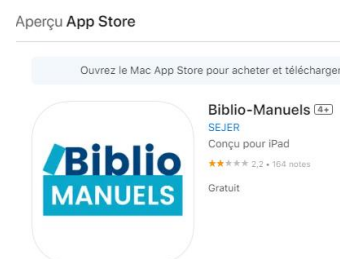 Aperçu App Store
Ouvrez le Mac App Store pour acheter et télécharger
Biblio-Manuels 4+
SEJER
Conçu pour iPad
★★★★★ 2,2 • 164 notes
Gratuit
Biblio
MANUELS